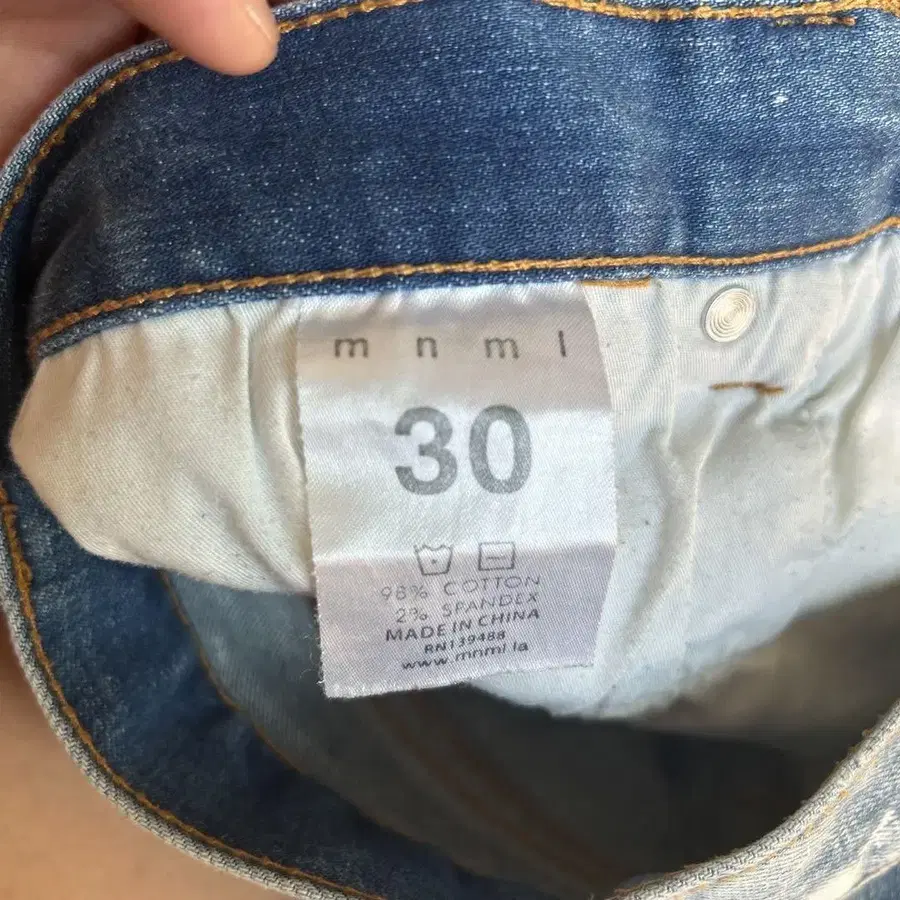 m n m l
30
98% COTTON
2% SPANDEX
MADE IN CHINA
RN139488
www.mnml.la